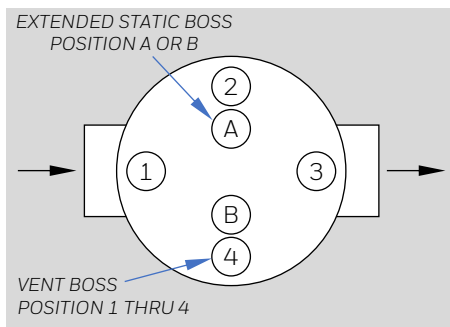 EXTENDED STATIC BOSS
POSITION A OR B
2
A
1
3
B
4
VENT BOSS
POSITION 1 THRU 4